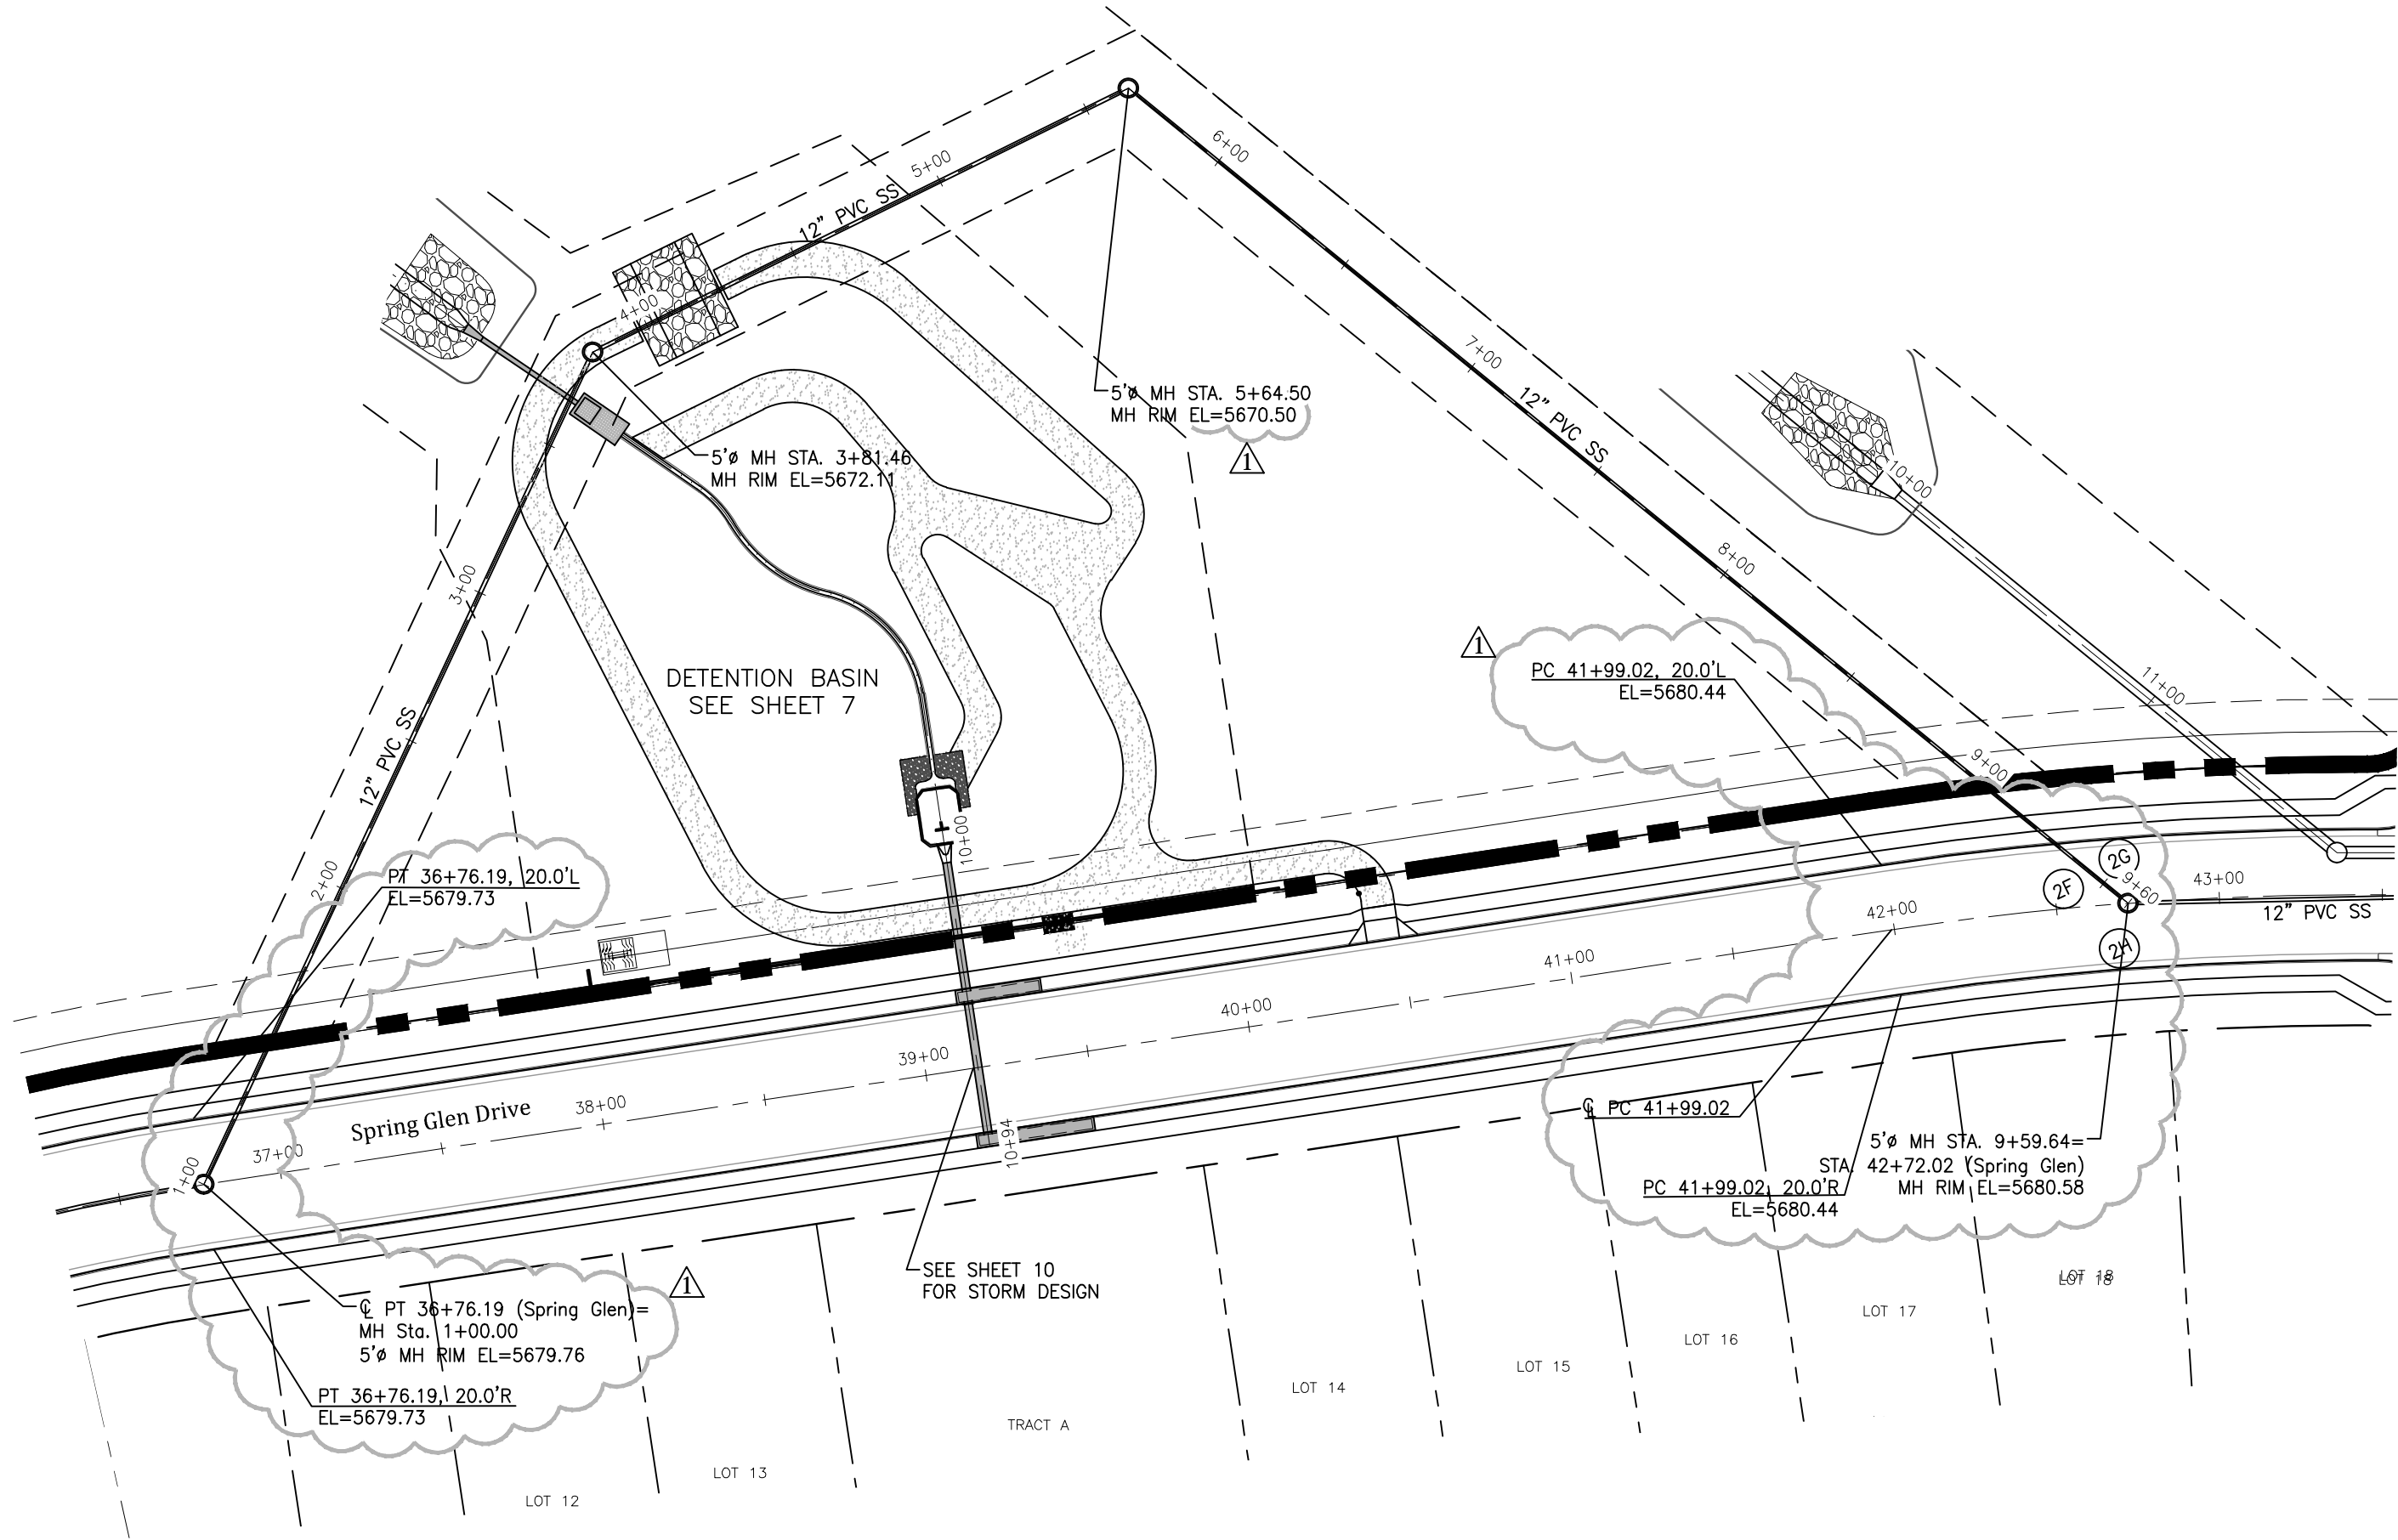 6+00
5+00
12" PVC SS
4+00
5'ø MH STA. 5+64.50
MH RIM EL=5670.50
1
7+00
12" PVC SS
5'ø MH STA. 3+81.46
MH RIM EL=5672.11
10+00
8+00
3+00
DETENTION BASIN
SEE SHEET 7
1
PC 41+99.02, 20.0'L
EL=5680.44
11+00
12" PVC SS
9+00
10+00
2+00
PT 36+76.19, 20.0'L
EL=5679.73
2G
2F
9+60
43+00
12" PVC SS
42+00
2H
41+00
40+00
39+00
38+00
Spring Glen Drive
37+00
10+94
1+00
℄ PC 41+99.02
5'ø MH STA. 9+59.64=
STA. 42+72.02 (Spring Glen)
MH RIM EL=5680.58
PC 41+99.02, 20.0'R
EL=5680.44
SEE SHEET 10
FOR STORM DESIGN
1
℄ PT 36+76.19 (Spring Glen)=
MH Sta. 1+00.00
5'ø MH RIM EL=5679.76
PT 36+76.19, 20.0'R
EL=5679.73
LOT 18
LOT 18
LOT 17
LOT 16
LOT 15
LOT 14
TRACT A
LOT 13
LOT 12